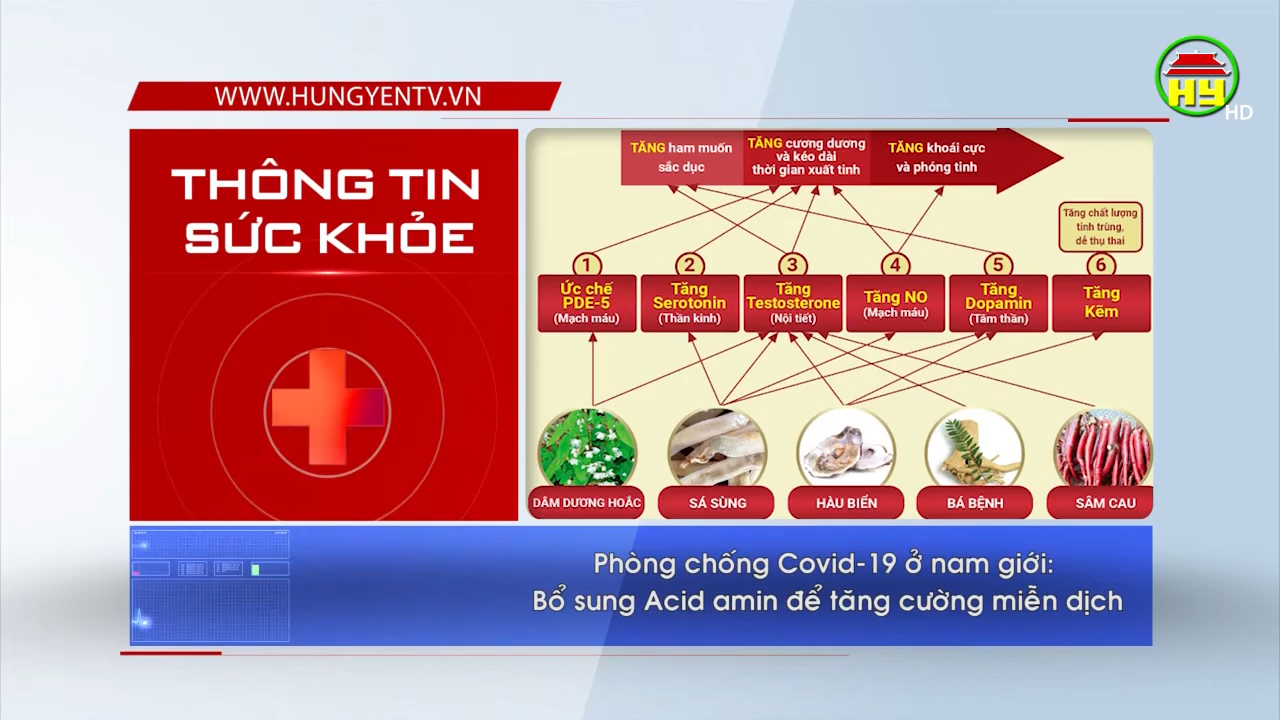 WWW.HUNGYENTV.VN
HY
HD
THÔNG TIN
SỨC KHỎE
TĂNG ham muốn
sắc dục
TĂNG cương dương
và kéo dài
thời gian xuất tinh
TĂNG khoái cực
và phóng tinh
Tăng chất lượng
tinh trùng,
dễ thụ thai
1
2
3
4
5
6
Ức chế
PDE-5
(Mạch máu)
Tăng
Serotonin
(Thần kinh)
Tăng
Testosterone
(Nội tiết)
Tăng NO
(Mạch máu)
Tăng
Dopamin
(Tâm thần)
Tăng
Kẽm
DÂM DƯƠNG HOẮC
SÁ SÙNG
HÀU BIỂN
BÁ BỆNH
SÂM CAU
Phòng chống Covid-19 ở nam giới:
Bổ sung Acid amin để tăng cường miễn dịch